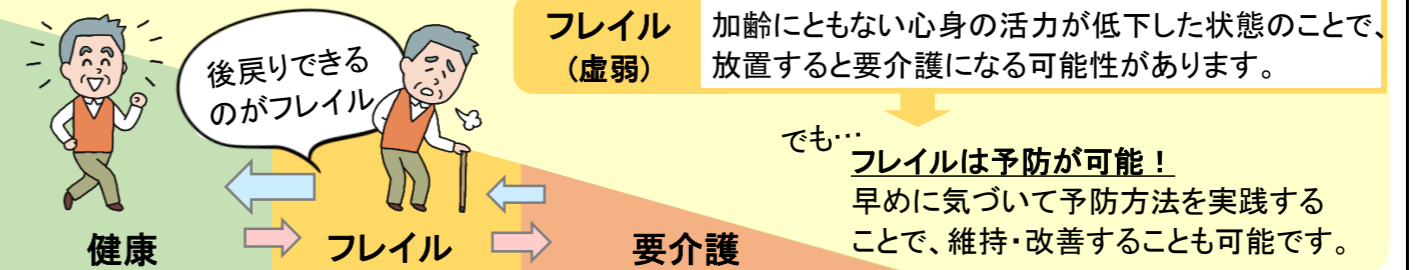 後戻りできる
のがフレイル
健康
フレイル
要介護
フレイル
（虚弱）
加齢にともない心身の活力が低下した状態のことで、
放置すると要介護になる可能性があります。
でも…
フレイルは予防が可能！
早めに気づいて予防方法を実践する
ことで、維持・改善することも可能です。